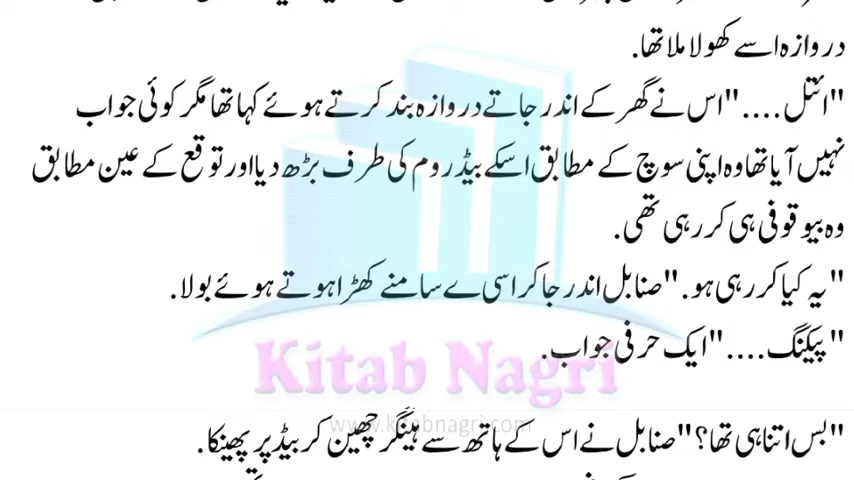 دروازہ اسے کھولا ملا تھا.
"ائتل...." اس نے گھر کے اندر جاتے دروازہ بند کرتے ہوئے کہا تھا مگر کوئی جواب
نہیں آیا تھا وہ اپنی سوچ کے مطابق اسکے بیڈروم کی طرف بڑھ دیا اور توقع کے عین مطابق
وہ بیوقوفی ہی کر رہی تھی.
"یہ کیا کر رہی ہو." صنابل اندر جا کر اسی ے سامنے کھڑا ہوتے ہوئے بولا.
"پیکنگ...." ایک حرفی جواب.
Kitab Nagri
www.kitabnagri.com
"بس اتنا ہی تھا؟" صنابل نے اس کے ہاتھ سے ہینگر چھین کر بیڈ پر پھینکا.